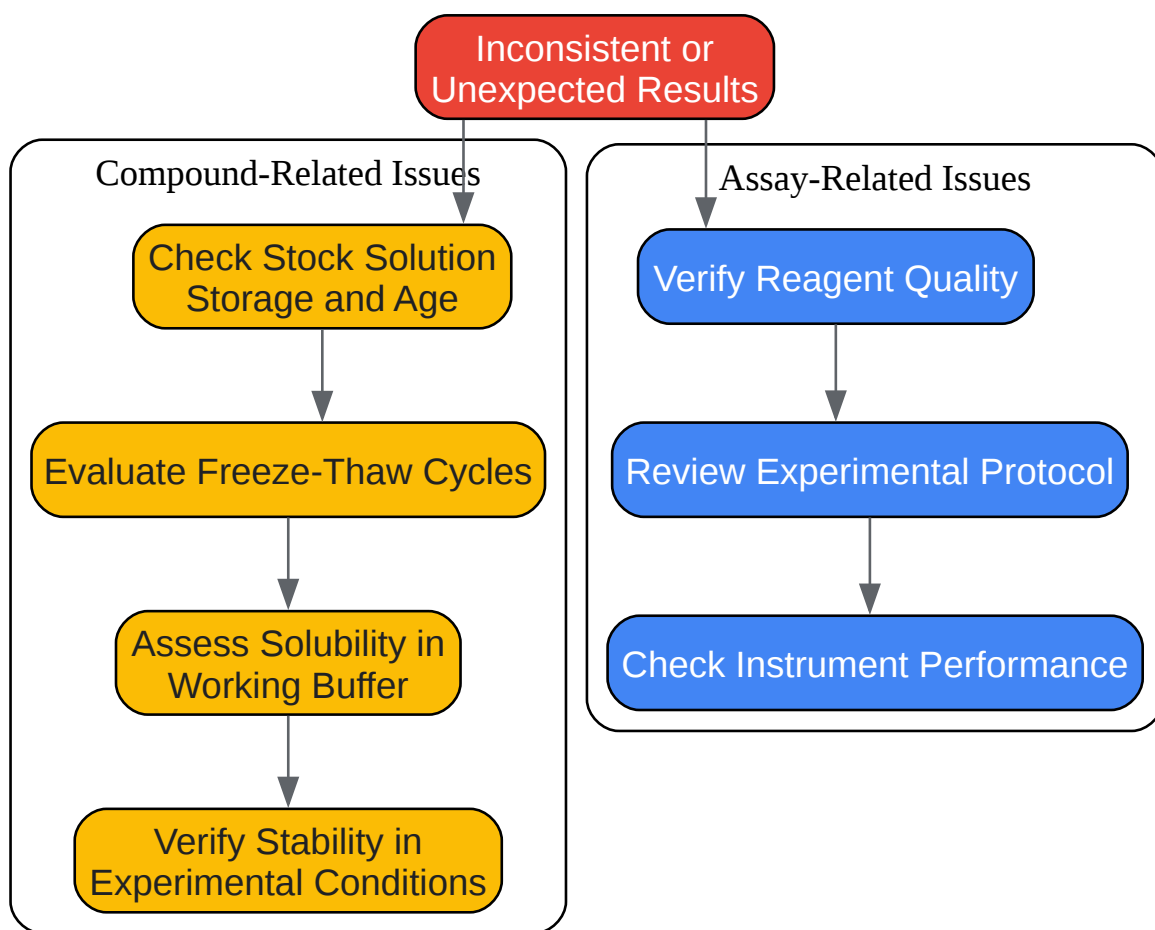 Inconsistent or
Unexpected Results
Compound-Related Issues
Check Stock Solution
Storage and Age
Evaluate Freeze-Thaw Cycles
Assess Solubility in
Working Buffer
Verify Stability in
Experimental Conditions
Assay-Related Issues
Verify Reagent Quality
Review Experimental Protocol
Check Instrument Performance